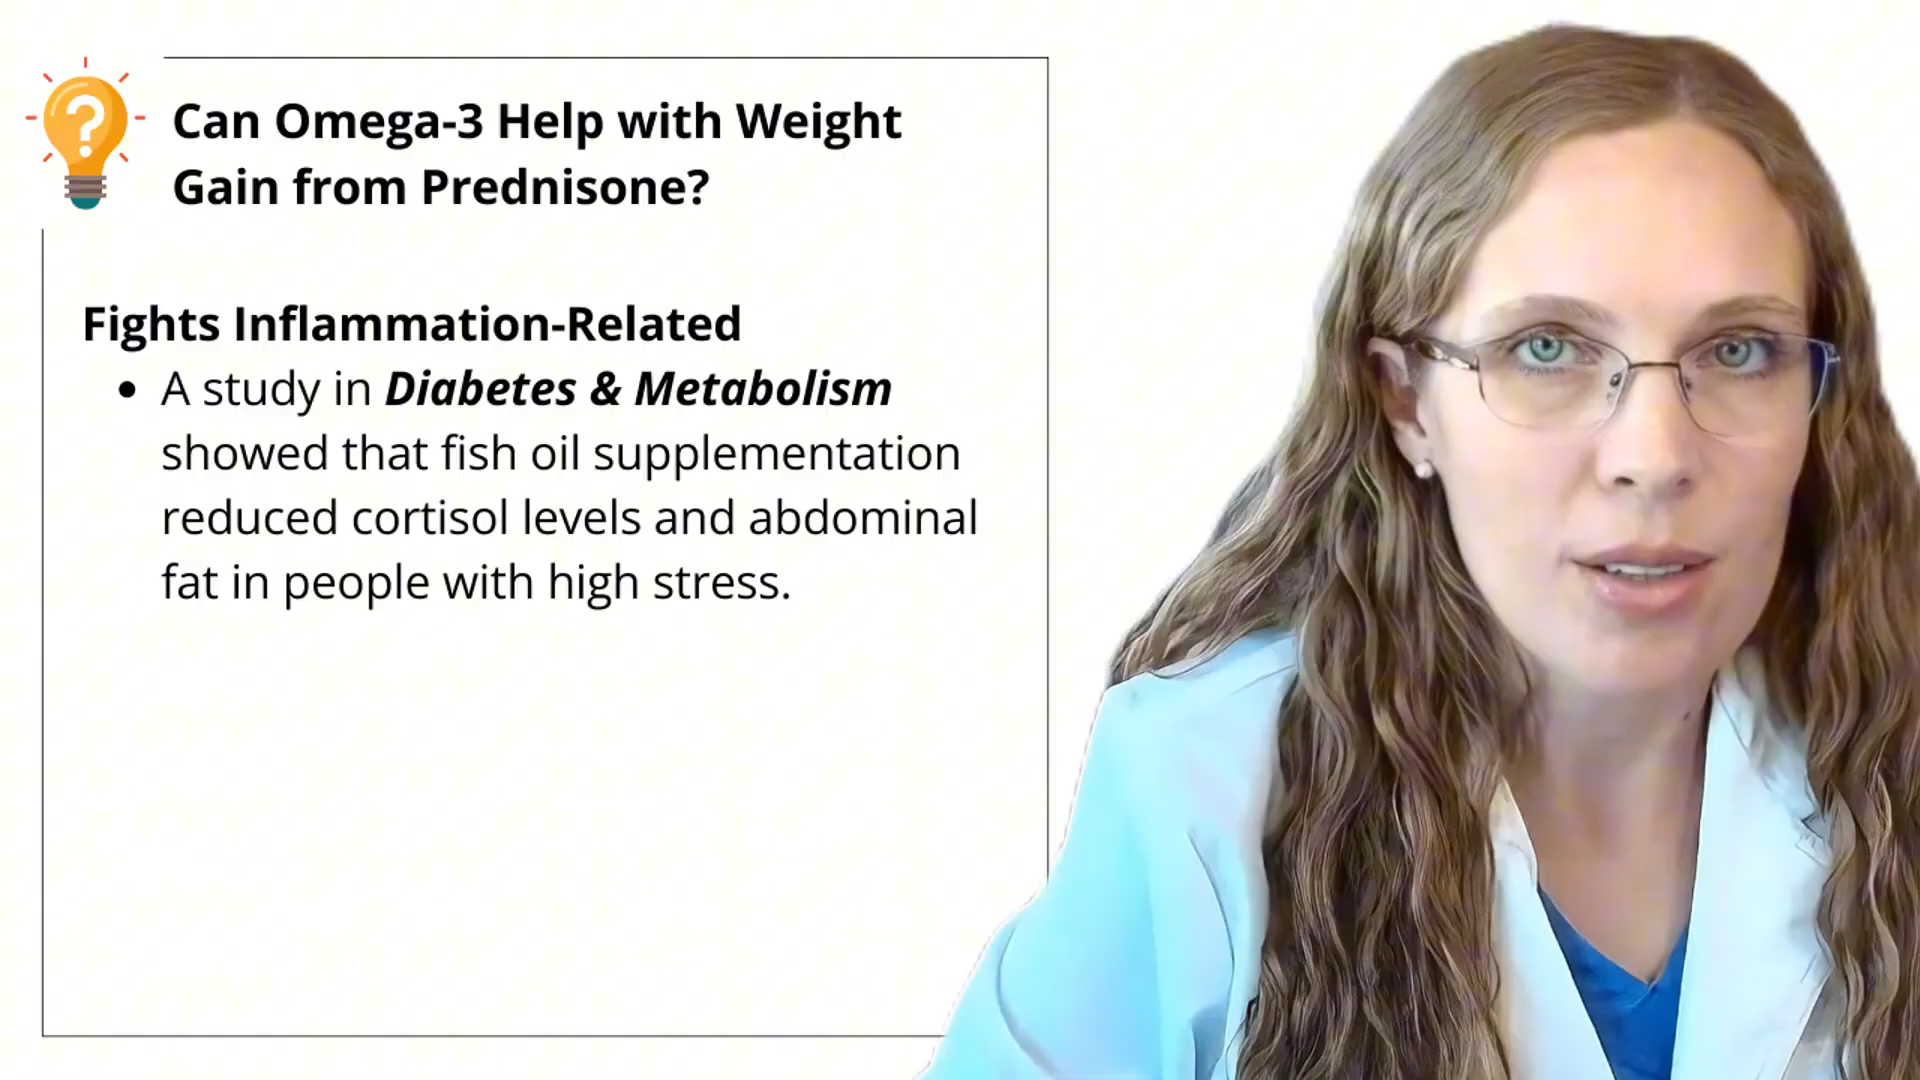 Can Omega-3 Help with Weight
Gain from Prednisone?
Fights Inflammation-Related
• A study in Diabetes & Metabolism
showed that fish oil supplementation
reduced cortisol levels and abdominal
fat in people with high stress.